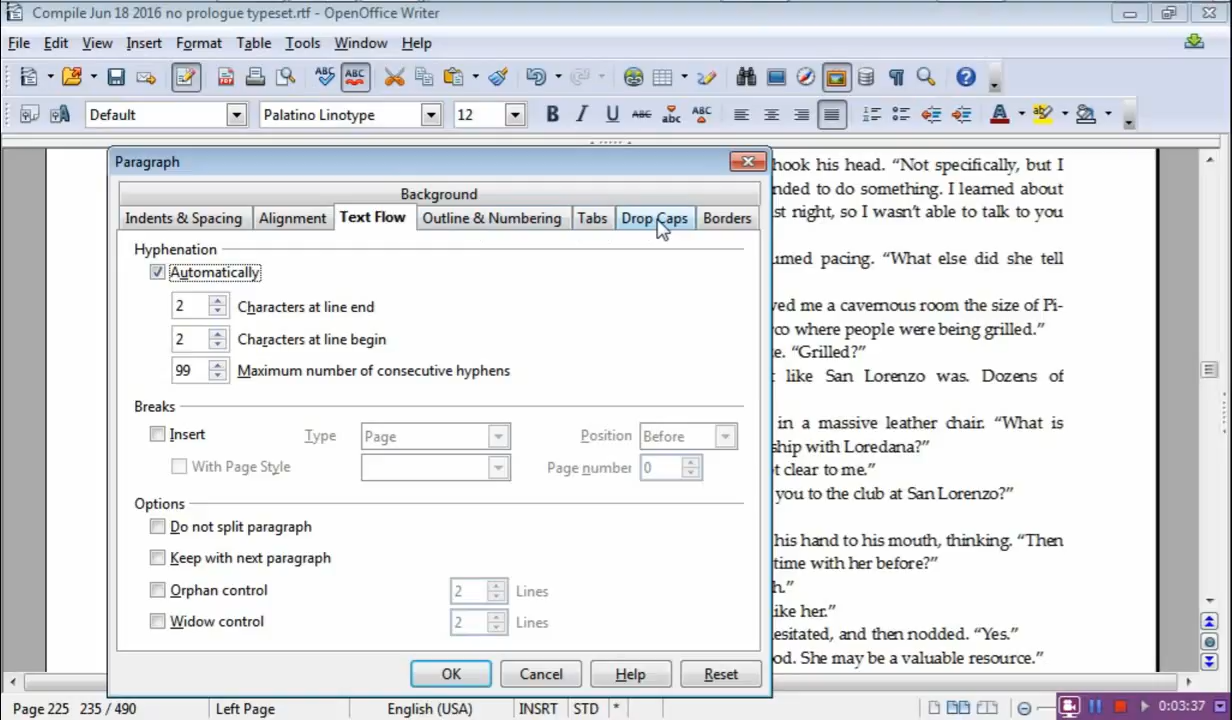 Compile Jun 18 2016 no prologue typeset.rtf - OpenOffice Writer
File Edit View Insert Format Table Tools Window Help
Default Palatino Linotype 12
Paragraph
Background
Indents & Spacing Alignment Text Flow Outline & Numbering Tabs Drop Caps Borders
Hyphenation
Automatically
2 Characters at line end
2 Characters at line begin
99 Maximum number of consecutive hyphens
Breaks
Insert Type Page Position Before
With Page Style Page number 0
Options
Do not split paragraph
Keep with next paragraph
Orphan control 2 Lines
Widow control 2 Lines
OK Cancel Help Reset
hook his head. “Not specifically, but I
nded to do something. I learned about
st night, so I wasn’t able to talk to you
umed pacing. “What else did she tell
ved me a cavernous room the size of Pi-
rco where people were being grilled.”
e. “Grilled?”
t like San Lorenzo was. Dozens of
in a massive leather chair. “What is
ship with Loredana?”
t clear to me.”
you to the club at San Lorenzo?”
his hand to his mouth, thinking. “Then
time with her before?”
h.”
ike her.”
esitated, and then nodded. “Yes.”
od. She may be a valuable resource.”
Page 225 235 / 490 Left Page English (USA) INSRT STD * 0:03:37